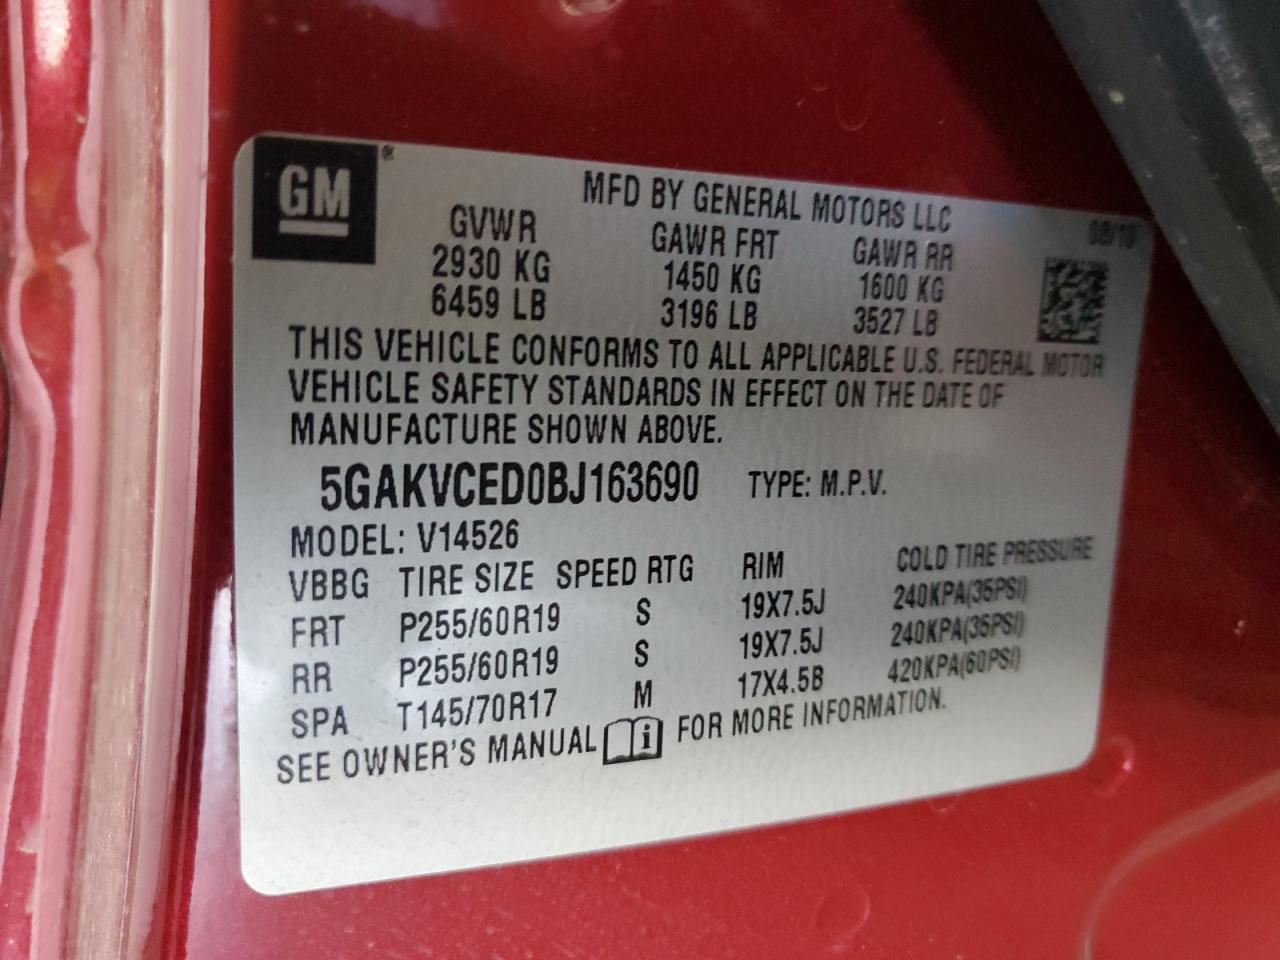 GM ®
MFD BY GENERAL MOTORS LLC
08/10
GVWR GAWR FRT GAWR RR
2930 KG 1450 KG 1600 KG
6459 LB 3196 LB 3527 LB
THIS VEHICLE CONFORMS TO ALL APPLICABLE U.S. FEDERAL MOTOR
VEHICLE SAFETY STANDARDS IN EFFECT ON THE DATE OF
MANUFACTURE SHOWN ABOVE.
5GAKVCED0BJ163690 TYPE: M.P.V.
MODEL: V14526
VBBG TIRE SIZE SPEED RTG RIM COLD TIRE PRESSURE
FRT P255/60R19 S 19X7.5J 240KPA(35PSI)
RR P255/60R19 S 19X7.5J 240KPA(35PSI)
SPA T145/70R17 M 17X4.5B 420KPA(60PSI)
SEE OWNER'S MANUAL i FOR MORE INFORMATION.